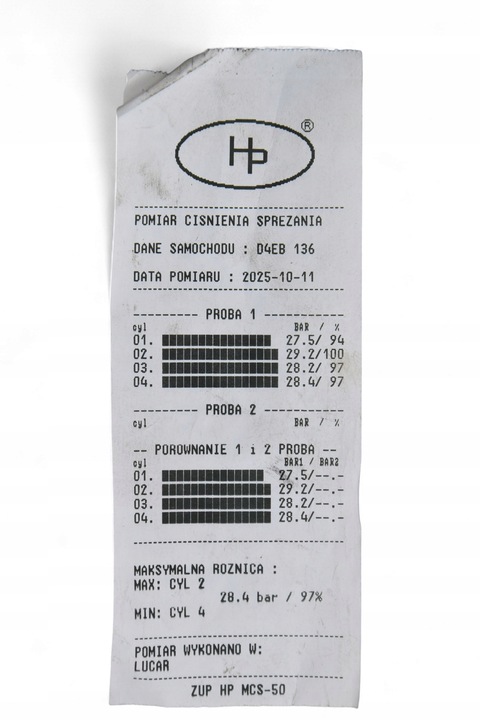 HP ®
POMIAR CISNIENIA SPREZANIA
DANE SAMOCHODU : D4EB 136
DATA POMIARU : 2025-10-11
--------- PROBA 1 ---------
cyl BAR / %
01. 27.5/ 94
02. 29.2/100
03. 28.2/ 97
04. 28.4/ 97
--------- PROBA 2 ---------
cyl BAR / %
-- POROWNANIE 1 i 2 PROBA --
cyl BAR1 / BAR2
01. 27.5/--.-
02. 29.2/--.-
03. 28.2/--.-
04. 28.4/--.-
MAKSYMALNA ROZNICA :
MAX: CYL 2
28.4 bar / 97%
MIN: CYL 4
POMIAR WYKONANO W:
LUCAR
ZUP HP MCS-50